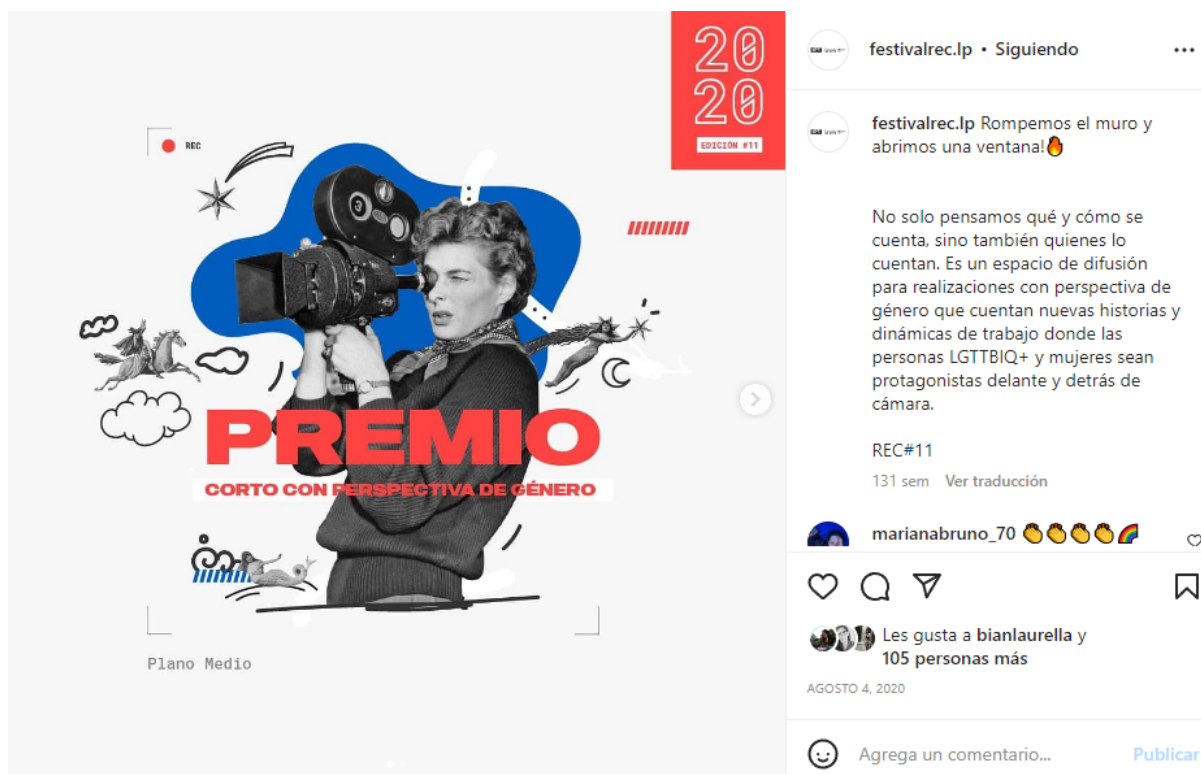 20
20
EDICIÓN #11
REC
PREMIO
CORTO CON PERSPECTIVA DE GÉNERO
Plano Medio
festivalrec.lp • Siguiendo
festivalrec.lp Rompemos el muro y
abrimos una ventana!🔥
No solo pensamos qué y cómo se
cuenta, sino también quienes lo
cuentan. Es un espacio de difusión
para realizaciones con perspectiva de
género que cuentan nuevas historias y
dinámicas de trabajo donde las
personas LGTTBIQ+ y mujeres sean
protagonistas delante y detrás de
cámara.
REC#11
131 sem Ver traducción
marianabruno_70 👏👏👏👏🌈
Les gusta a bianlaurella y
105 personas más
AGOSTO 4, 2020
Agrega un comentario... Publicar